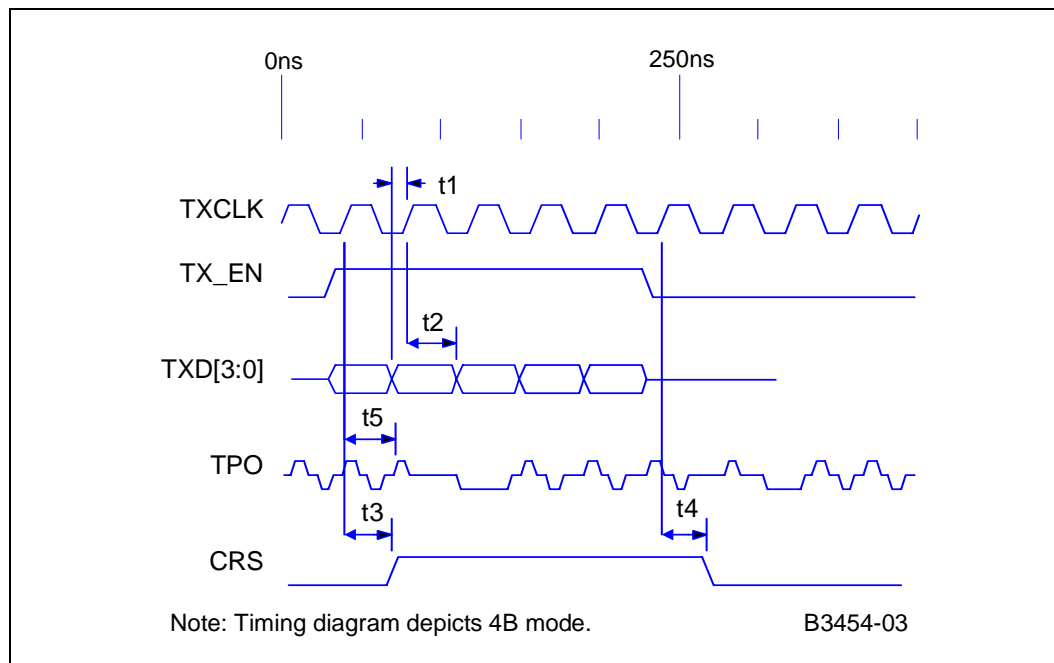 0ns
250ns
t1
TXCLK
TX_EN
t2
TXD[3:0]
t5
TPO
t3
t4
CRS
Note: Timing diagram depicts 4B mode.
B3454-03